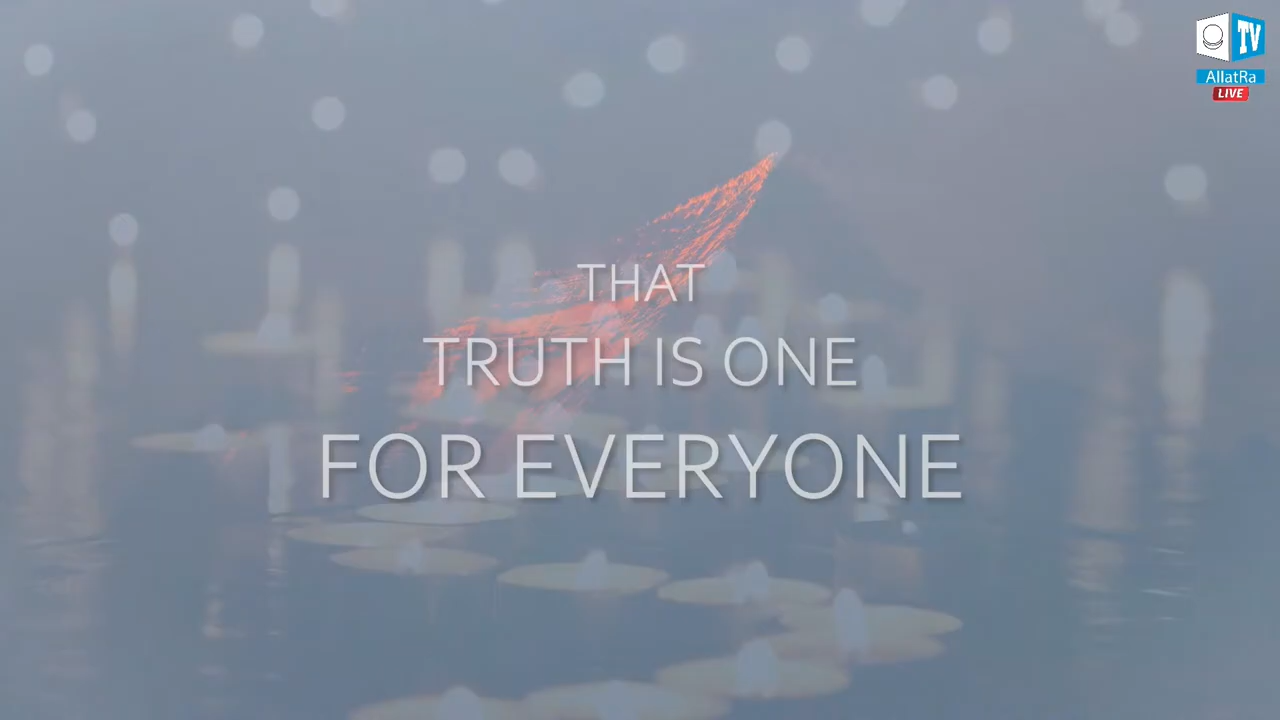 TV
AllatRa
LIVE
THAT
TRUTH IS ONE
FOR EVERYONE